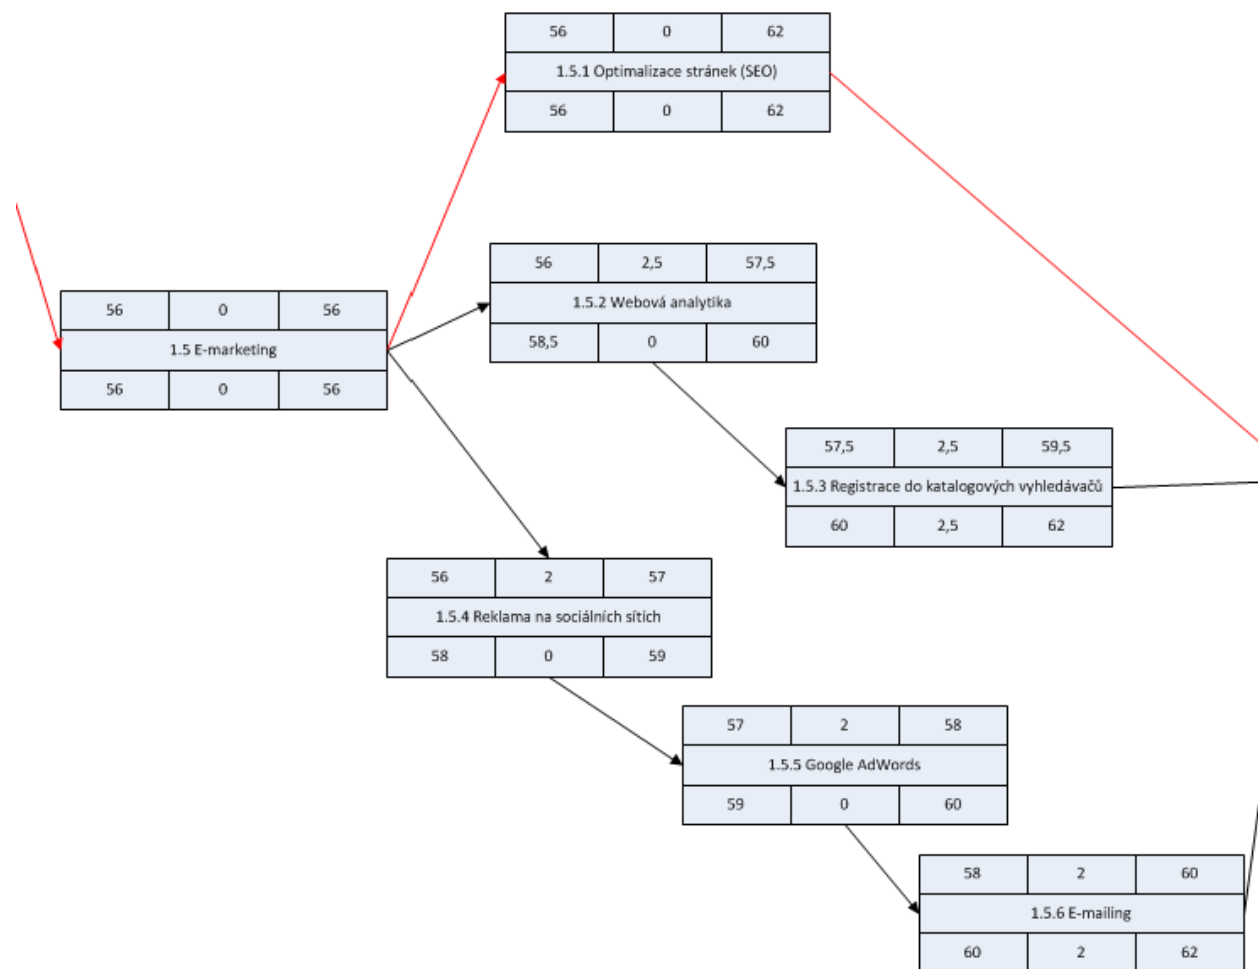 56 0 62
1.5.1 Optimalizace stránek (SEO)
56 0 62
56 2,5 57,5
1.5.2 Webová analytika
58,5 0 60
56 0 56
1.5 E-marketing
56 0 56
57,5 2,5 59,5
1.5.3 Registrace do katalogových vyhledávačů
60 2,5 62
56 2 57
1.5.4 Reklama na sociálních sítích
58 0 59
57 2 58
1.5.5 Google AdWords
59 0 60
58 2 60
1.5.6 E-mailing
60 2 62